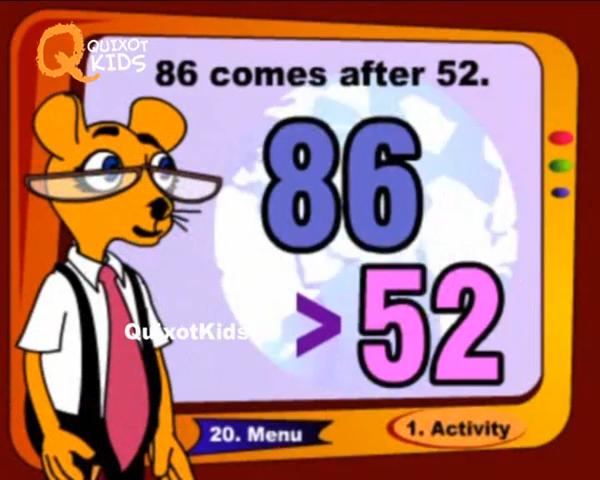 QUIXOT
KIDS
86 comes after 52.
86
> 52
QuixotKids
20. Menu
1. Activity